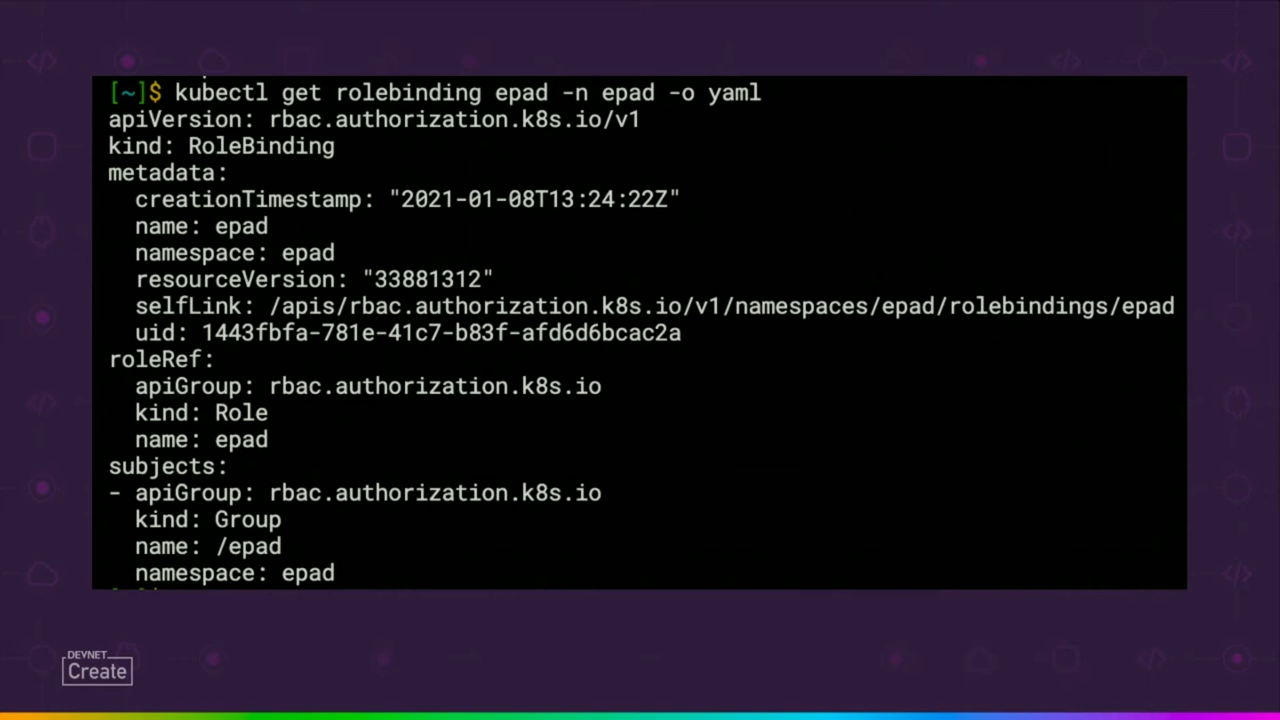 [~]$ kubectl get rolebinding epad -n epad -o yaml
apiVersion: rbac.authorization.k8s.io/v1
kind: RoleBinding
metadata:
  creationTimestamp: "2021-01-08T13:24:22Z"
  name: epad
  namespace: epad
  resourceVersion: "33881312"
  selfLink: /apis/rbac.authorization.k8s.io/v1/namespaces/epad/rolebindings/epad
  uid: 1443fbfa-781e-41c7-b83f-afd6d6bcac2a
roleRef:
  apiGroup: rbac.authorization.k8s.io
  kind: Role
  name: epad
subjects:
- apiGroup: rbac.authorization.k8s.io
  kind: Group
  name: /epad
  namespace: epad
DEVNET
Create